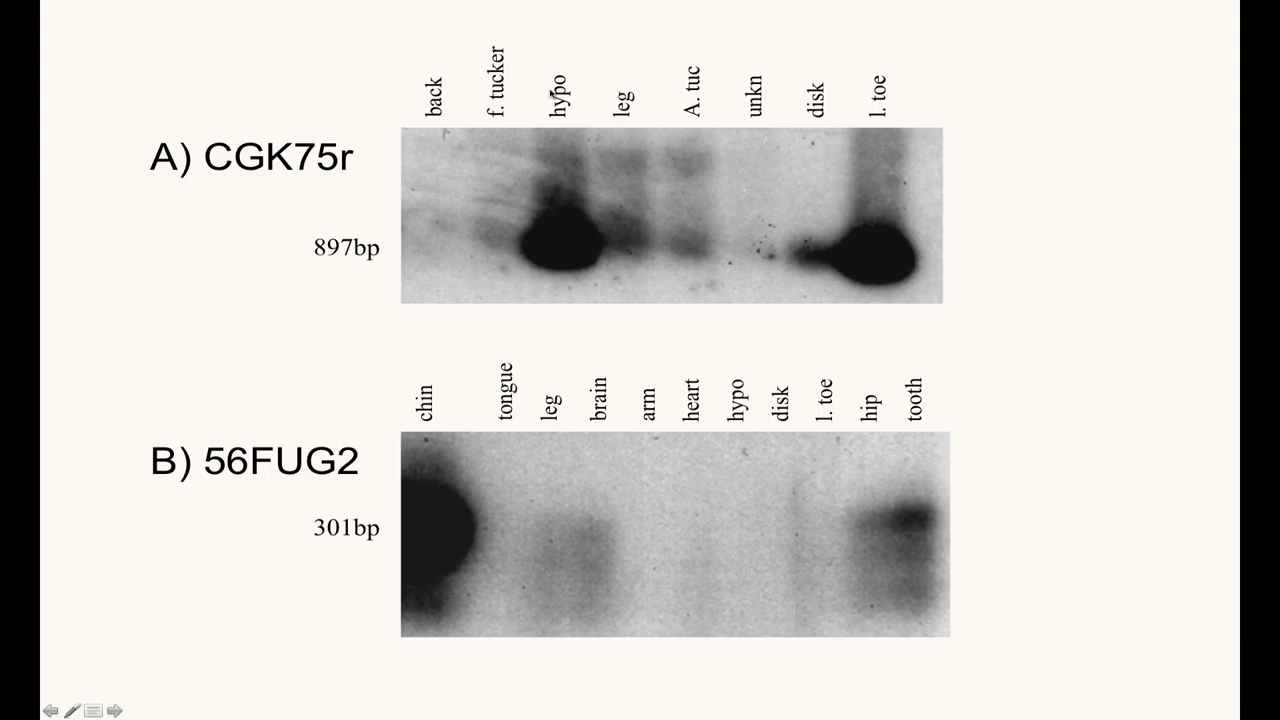 back f. tucker hypo leg A. tuc unkn disk l. toe
A) CGK75r
897bp
chin tongue leg brain arm heart hypo disk l. toe hip tooth
B) 56FUG2
301bp